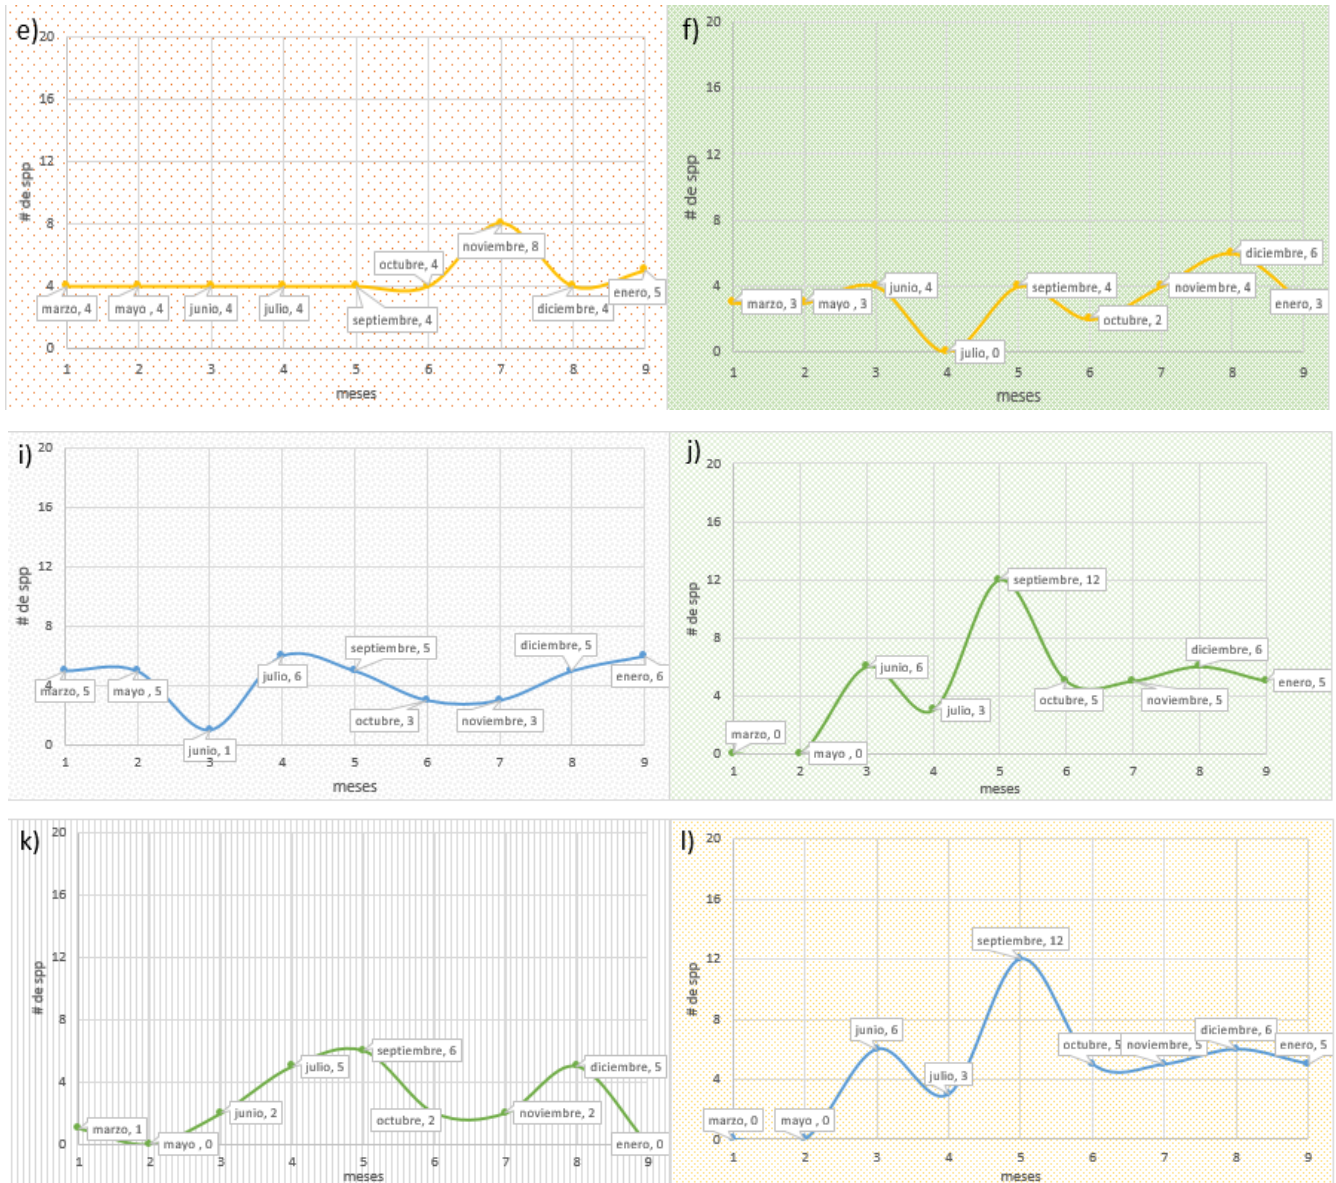 e)
20
16
12
8
4
0
# de spp
marzo, 4
mayo , 4
junio, 4
julio, 4
septiembre, 4
octubre, 4
noviembre, 8
diciembre, 4
enero, 5
1 2 3 4 5 6 7 8 9
meses
f)
20
16
12
8
4
0
# de spp
marzo, 3
mayo , 3
junio, 4
julio, 0
septiembre, 4
octubre, 2
noviembre, 4
diciembre, 6
enero, 3
1 2 3 4 5 6 7 8 9
meses
i)
20
16
12
8
4
0
# de spp
marzo, 5
mayo , 5
junio, 1
julio, 6
septiembre, 5
octubre, 3
noviembre, 3
diciembre, 5
enero, 6
1 2 3 4 5 6 7 8 9
meses
j)
20
16
12
8
4
0
# de spp
marzo, 0
mayo , 0
junio, 6
julio, 3
septiembre, 12
octubre, 5
noviembre, 5
diciembre, 6
enero, 5
1 2 3 4 5 6 7 8 9
meses
k)
20
16
12
8
4
0
# de spp
marzo, 1
mayo , 0
junio, 2
julio, 5
septiembre, 6
octubre, 2
noviembre, 2
diciembre, 5
enero, 0
1 2 3 4 5 6 7 8 9
meses
l)
20
16
12
8
4
0
# de spp
marzo, 0
mayo , 0
junio, 6
julio, 3
septiembre, 12
octubre, 5
noviembre, 5
diciembre, 6
enero, 5
1 2 3 4 5 6 7 8 9
meses